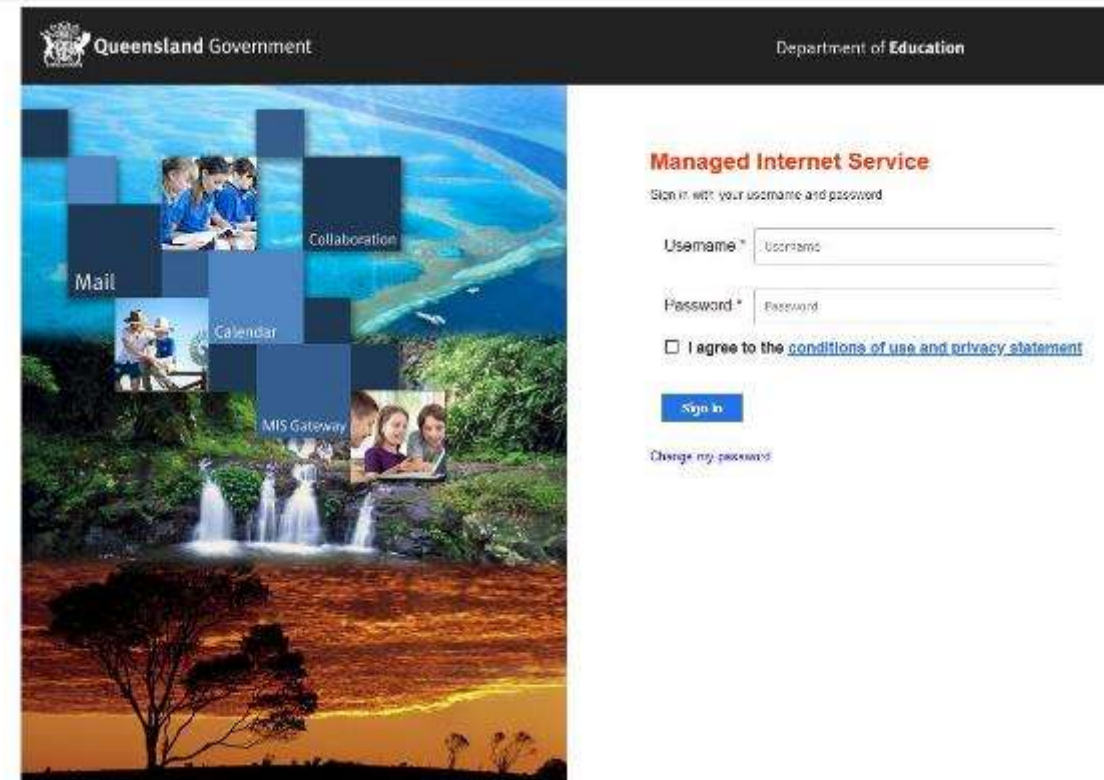 Queensland Government
Department of Education
Collaboration
Mail
Calendar
MIS Gateway
Managed Internet Service
Sign in with your username and password
Username *
Username
Password *
Password
I agree to the conditions of use and privacy statement
Sign in
Change my password